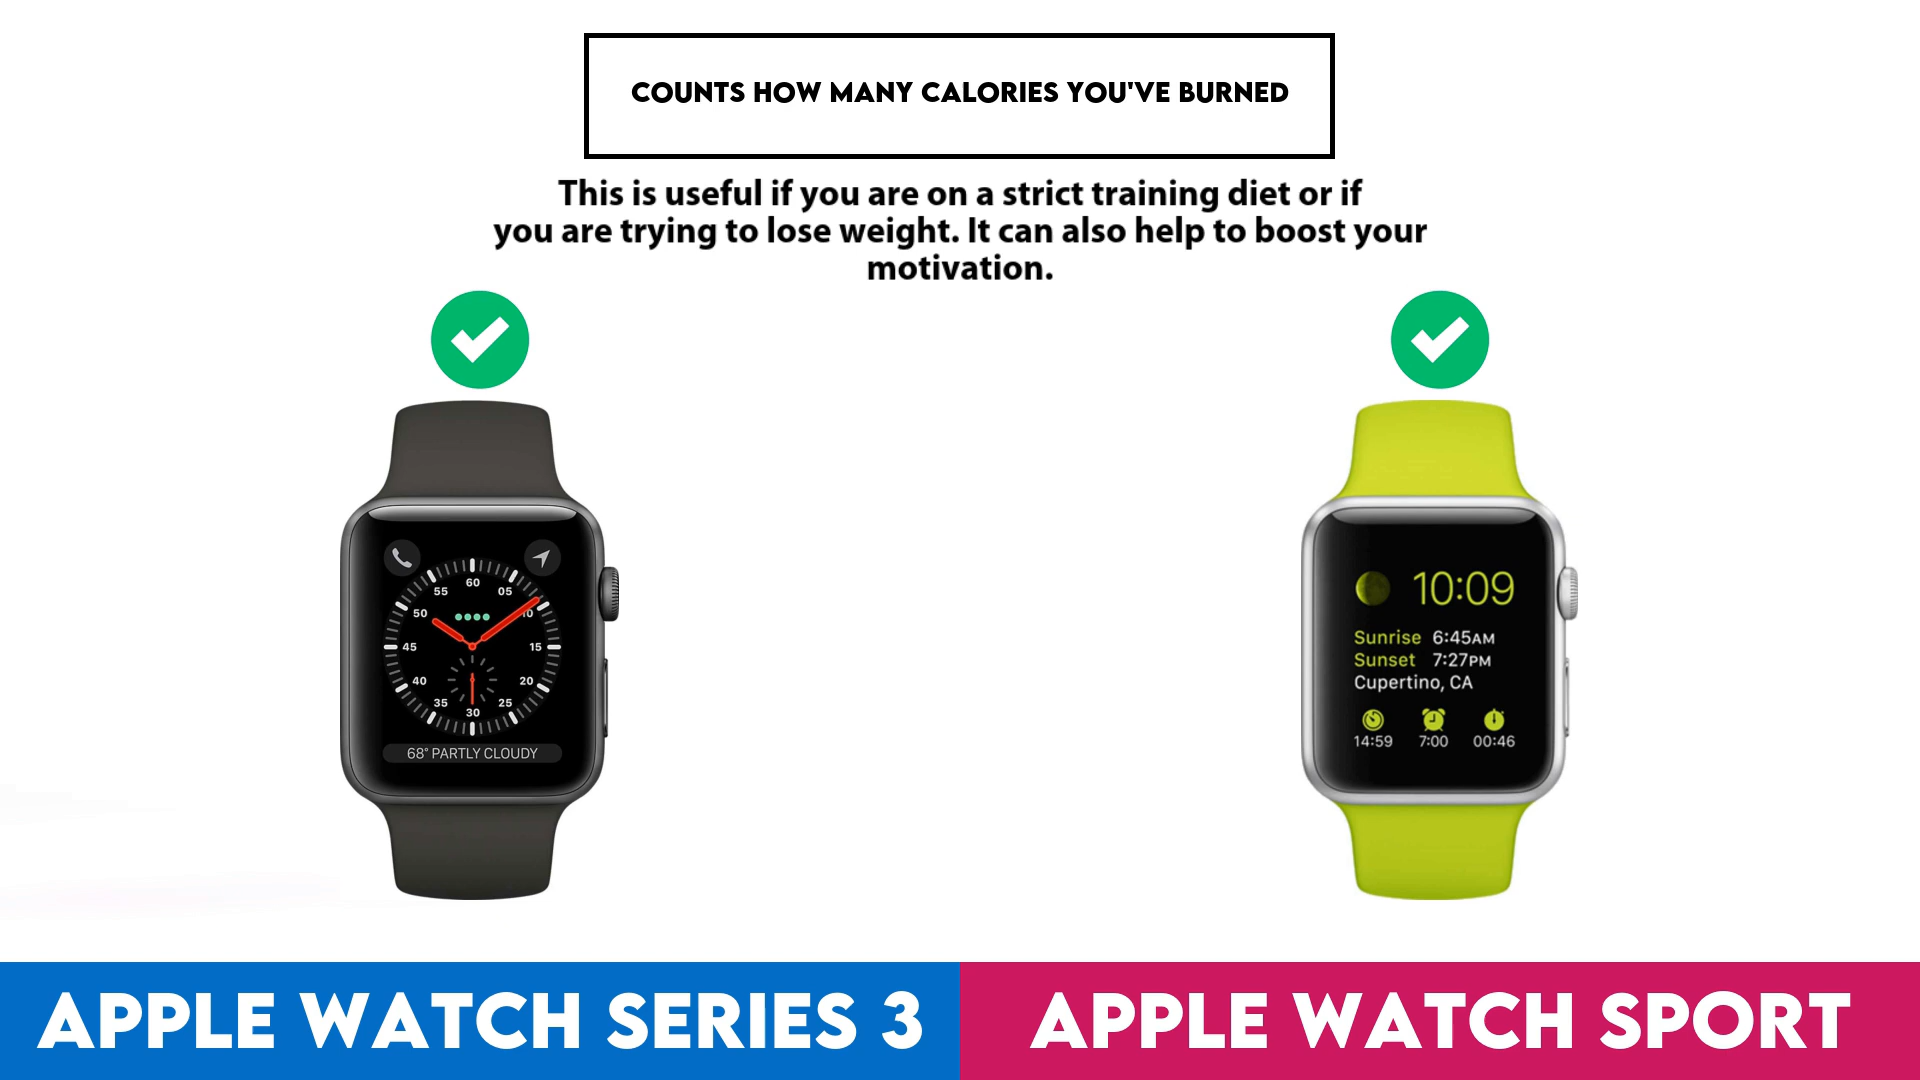 COUNTS HOW MANY CALORIES YOU'VE BURNED
This is useful if you are on a strict training diet or if
you are trying to lose weight. It can also help to boost your
motivation.
60
55 05
50 10
45 15
40 20
35 25
30
68° PARTLY CLOUDY
10:09
Sunrise 6:45AM
Sunset 7:27PM
Cupertino, CA
14:59 7:00 00:46
APPLE WATCH SERIES 3
APPLE WATCH SPORT